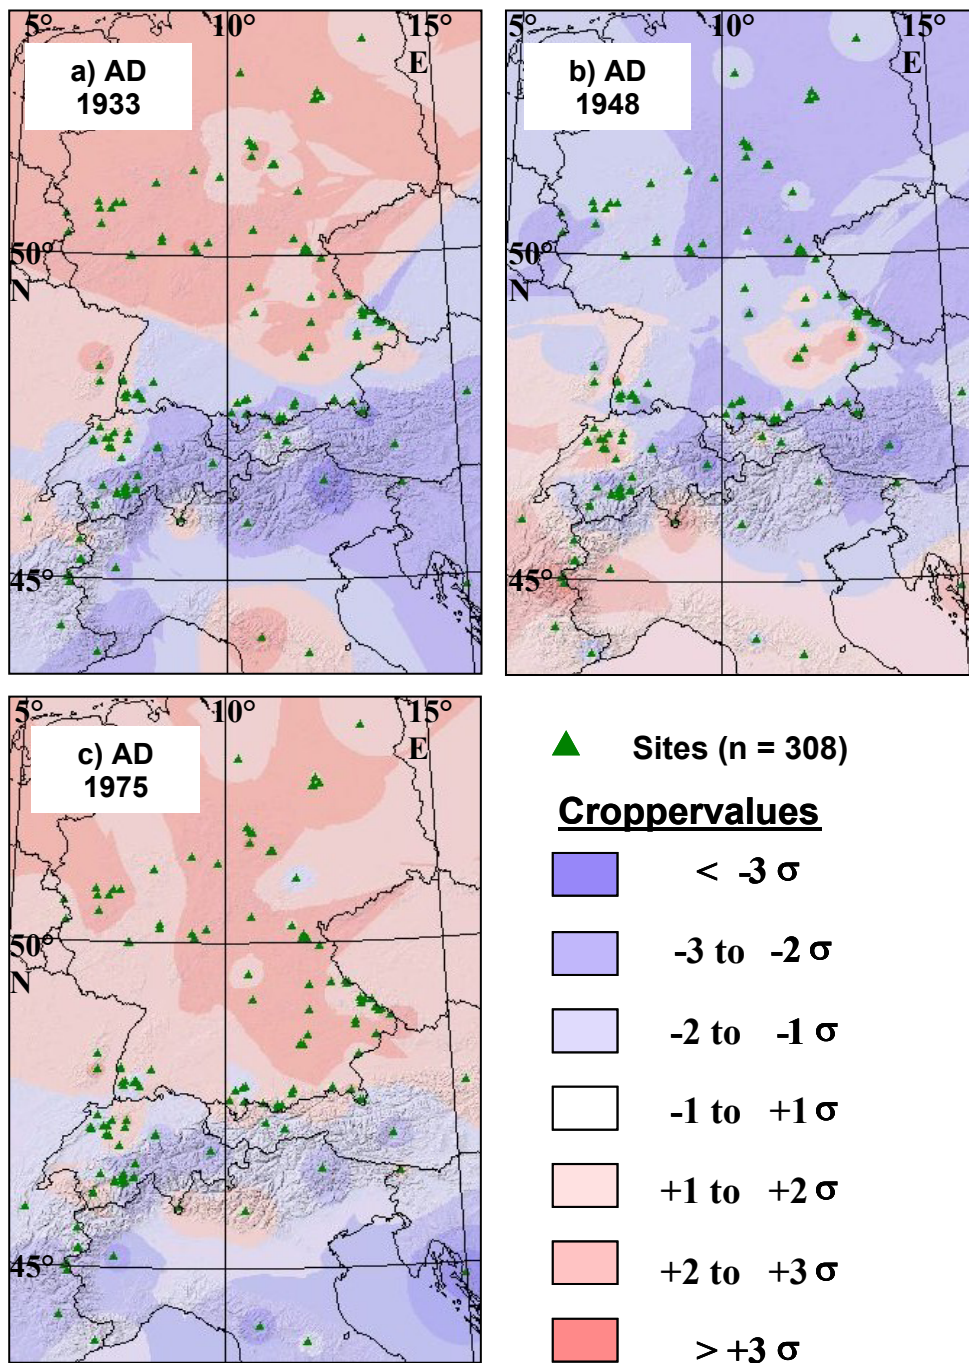 5° 10° 15°
E
a) AD
1933
50°
N
45°
5° 10° 15°
E
b) AD
1948
50°
N
45°
5° 10° 15°
E
c) AD
1975
50°
N
45°
Sites (n = 308)
Croppervalues
< -3 σ
-3 to -2 σ
-2 to -1 σ
-1 to +1 σ
+1 to +2 σ
+2 to +3 σ
> +3 σ